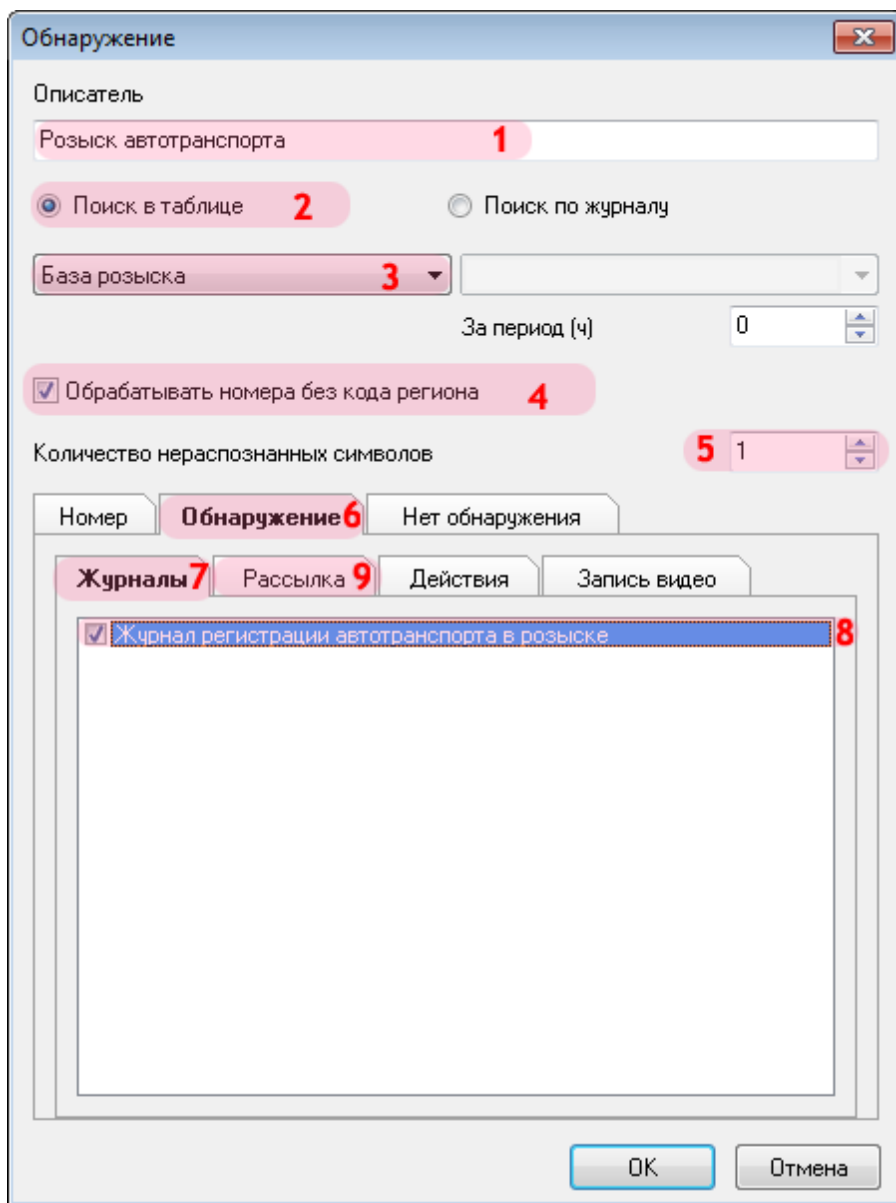 Обнаружение
Описатель
Розыск автотранспорта 1
Поиск в таблице 2 Поиск по журналу
База розыска 3
За период (ч) 0
Обрабатывать номера без кода региона 4
Количество нераспознанных символов 5 1
Номер Обнаружение 6 Нет обнаружения
Журналы 7 Рассылка 9 Действия Запись видео
Журнал регистрации автотранспорта в розыске 8
OK Отмена